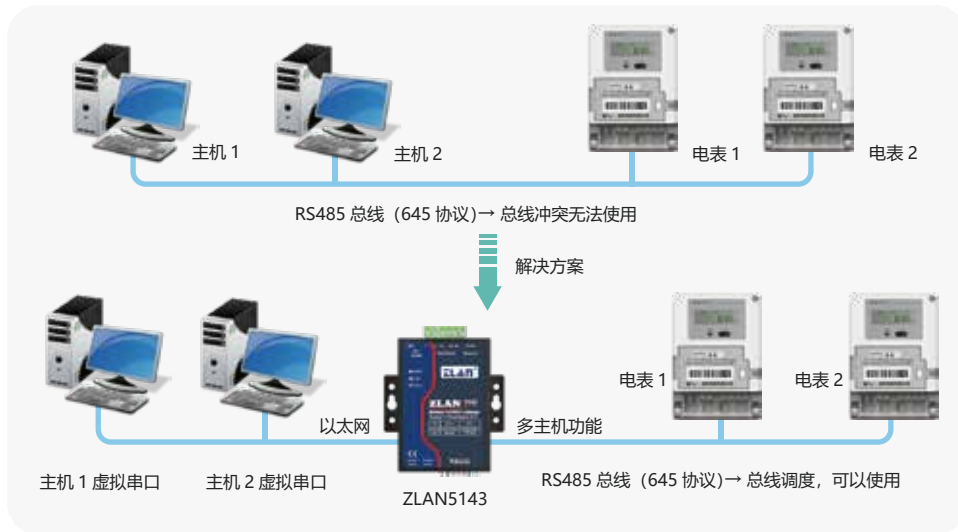 主机 1
主机 2
电表 1
电表 2
RS485 总线（645 协议）→ 总线冲突无法使用
解决方案
ZLAN
ZLAN
电表 1
电表 2
以太网
多主机功能
主机 1 虚拟串口
主机 2 虚拟串口
RS485 总线（645 协议）→ 总线调度，可以使用
ZLAN5143